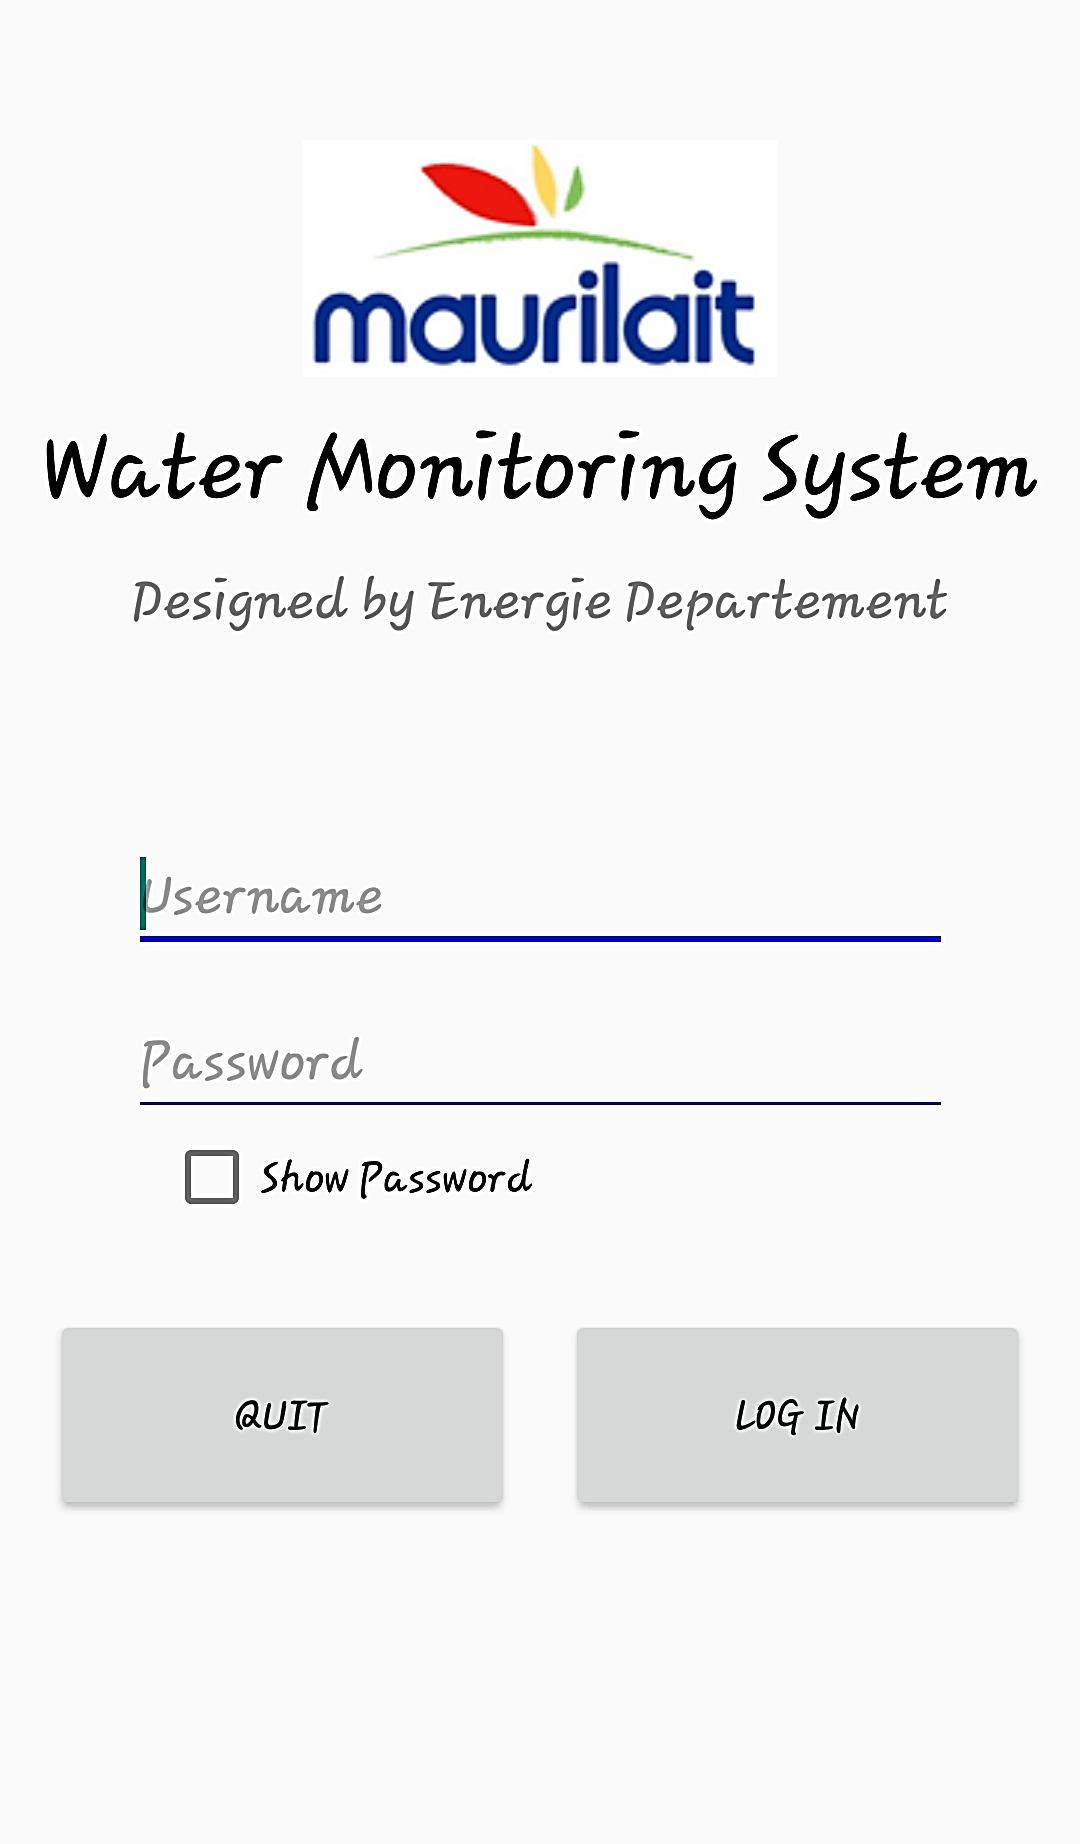 maurilait
Water Monitoring System
Designed by Energie Departement
Username
Password
Show Password
QUIT
LOG IN